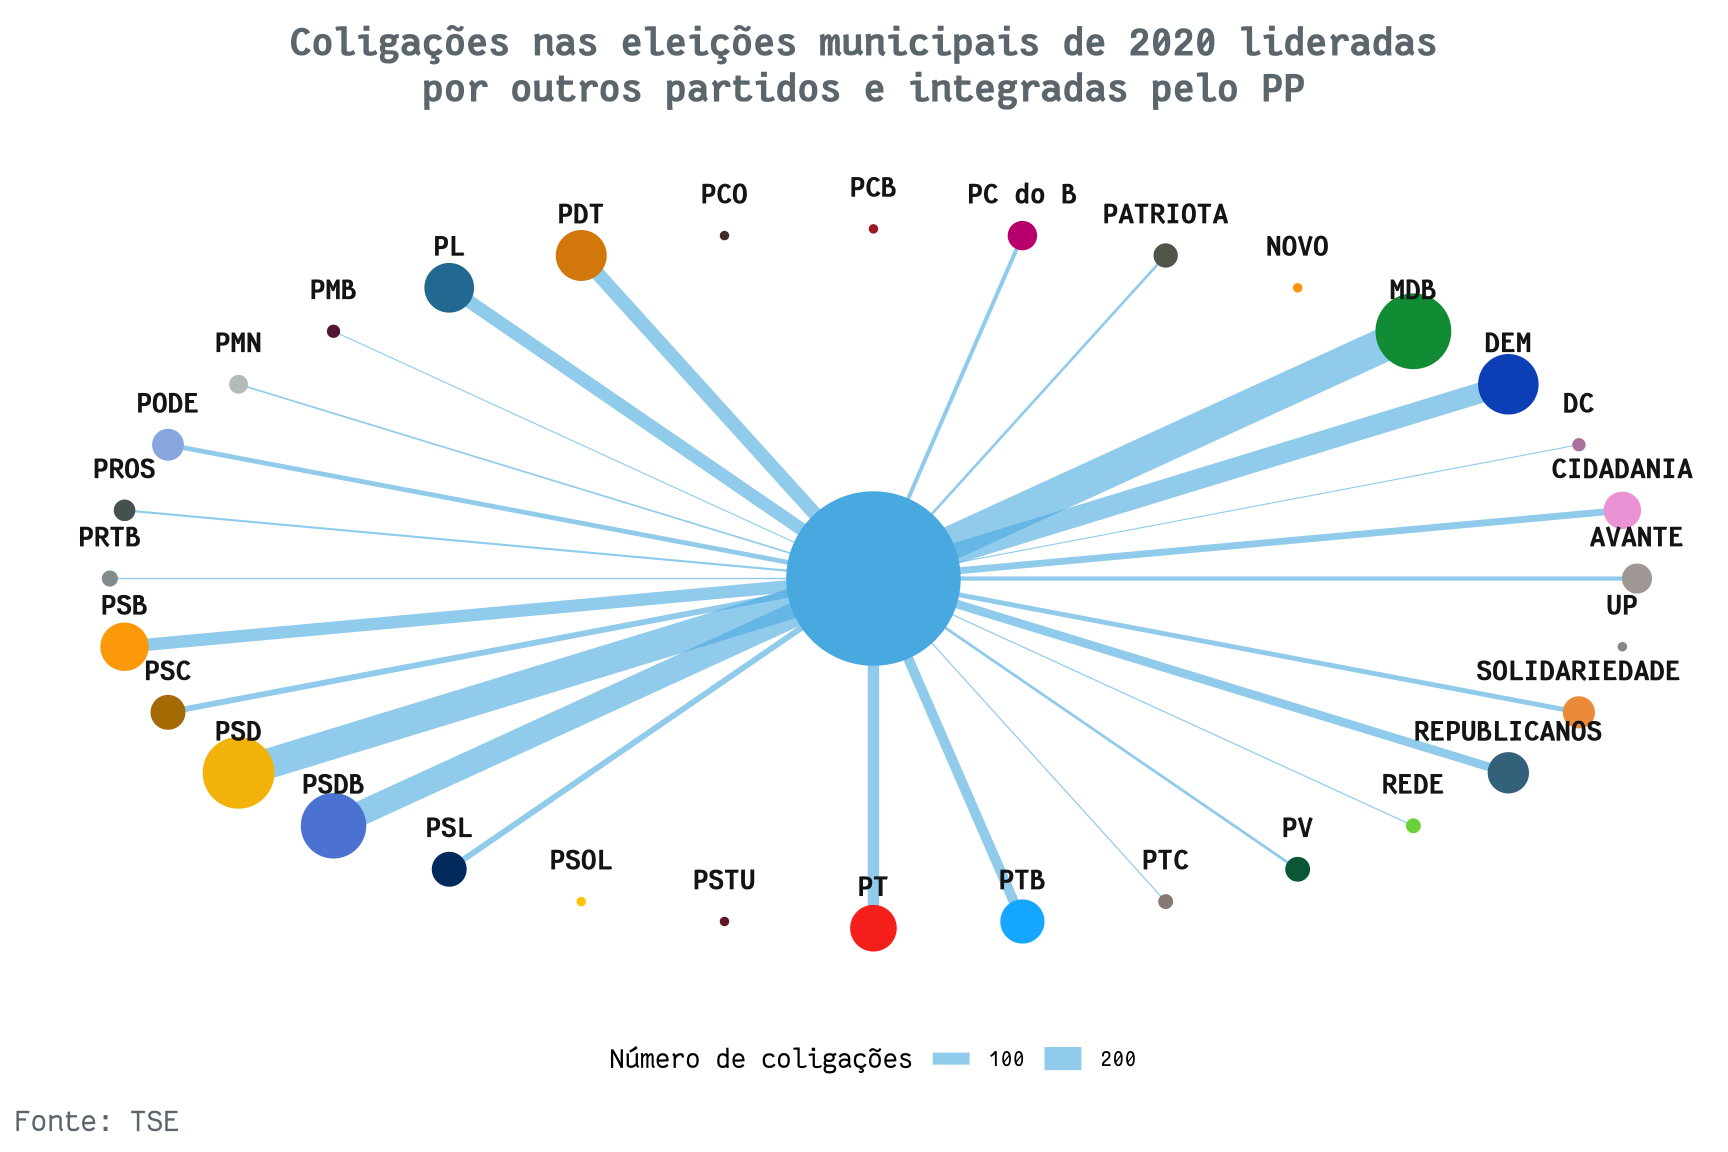 Coligações nas eleições municipais de 2020 lideradas
por outros partidos e integradas pelo PP
PCB
PCO
PC do B
PDT
PATRIOTA
PL
NOVO
PMB
MDB
PMN
DEM
PODE
DC
PROS
CIDADANIA
PRTB
AVANTE
PSB
UP
PSC
SOLIDARIEDADE
PSD
REPUBLICANOS
PSDB
REDE
PSL
PV
PSOL
PTC
PSTU
PTB
PT
Número de coligações 100 200
Fonte: TSE